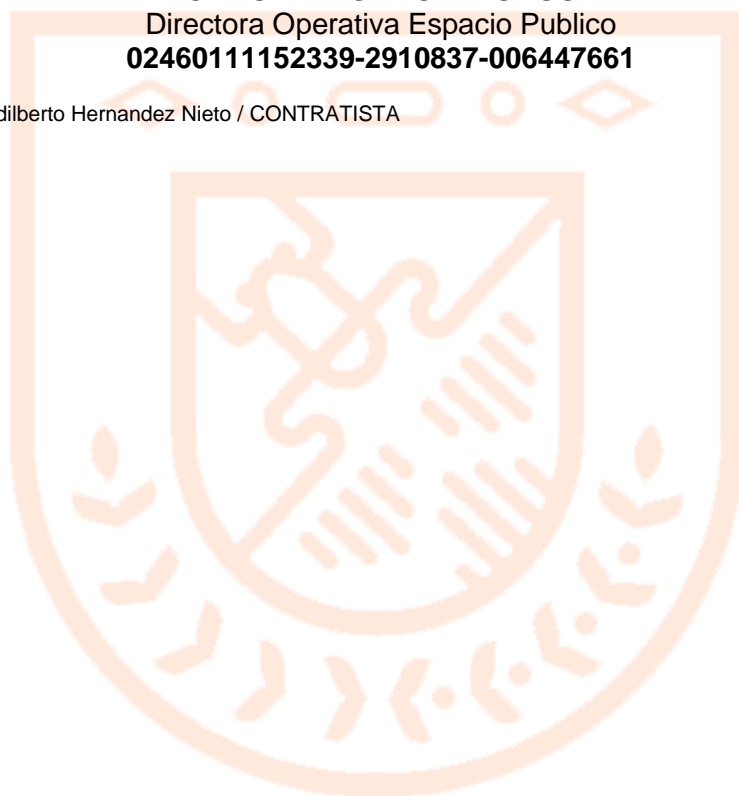 Directora Operativa Espacio Publico
02460111152339-2910837-006447661
dilberto Hernandez Nieto / CONTRATISTA